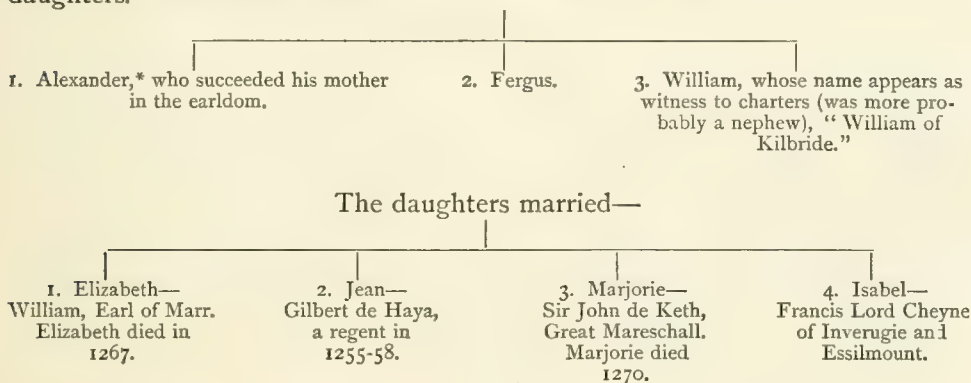 daughters.
1. Alexander,* who succeeded his mother
in the earldom.
2. Fergus.
3. William, whose name appears as
witness to charters (was more pro-
bably a nephew), “ William of
Kilbride.”
The daughters married—
1. Elizabeth—
William, Earl of Marr.
Elizabeth died in
1267.
2. Jean—
Gilbert de Haya,
a regent in
1255-58.
3. Marjorie—
Sir John de Keth,
Great Mareschall.
Marjorie died
1270.
4. Isabel—
Francis Lord Cheyne
of Inverugie and
Essilmount.